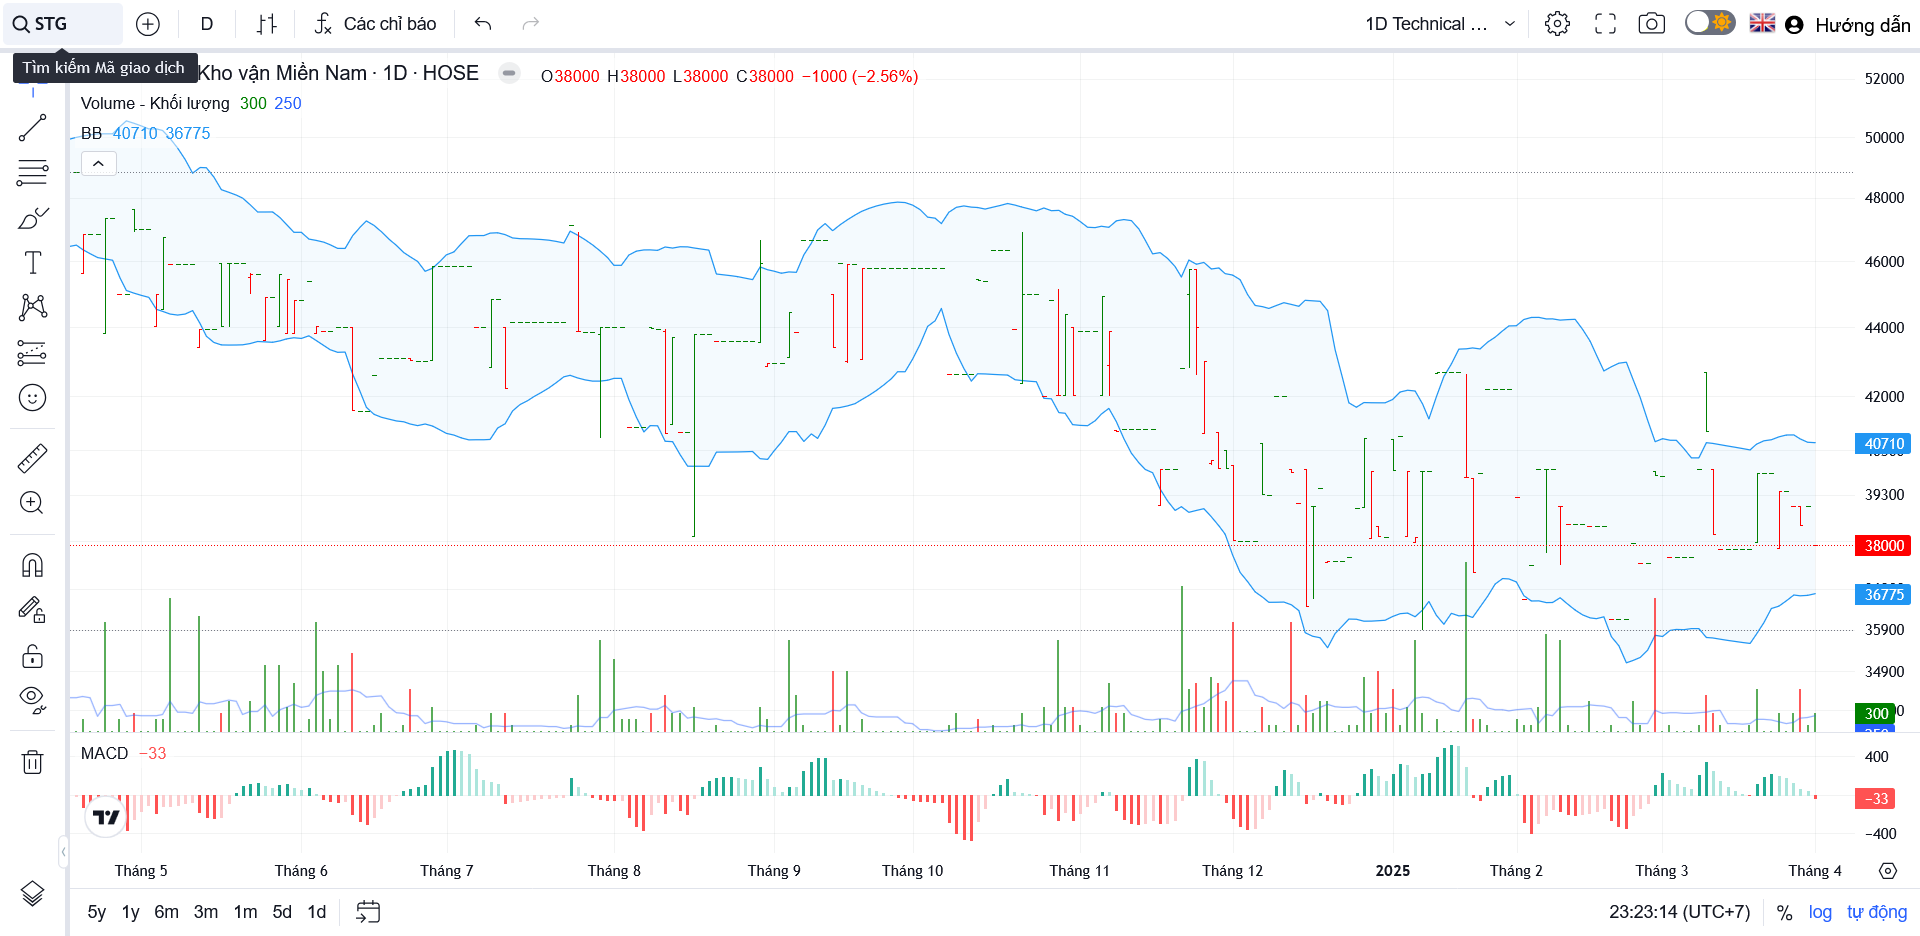 STG
D
Các chỉ báo
1D Technical ...
Hướng dẫn
Tìm kiếm Mã giao dịch
Kho vận Miền Nam · 1D · HOSE
O38000 H38000 L38000 C38000 −1000 (−2.56%)
Volume - Khối lượng 300 250
BB 40710 36775
52000
50000
48000
46000
44000
42000
40710
39300
38000
36775
35900
34900
300
MACD −33
400
−33
−400
Tháng 5
Tháng 6
Tháng 7
Tháng 8
Tháng 9
Tháng 10
Tháng 11
Tháng 12
2025
Tháng 2
Tháng 3
Tháng 4
5y 1y 6m 3m 1m 5d 1d
23:23:14 (UTC+7) % log tự động